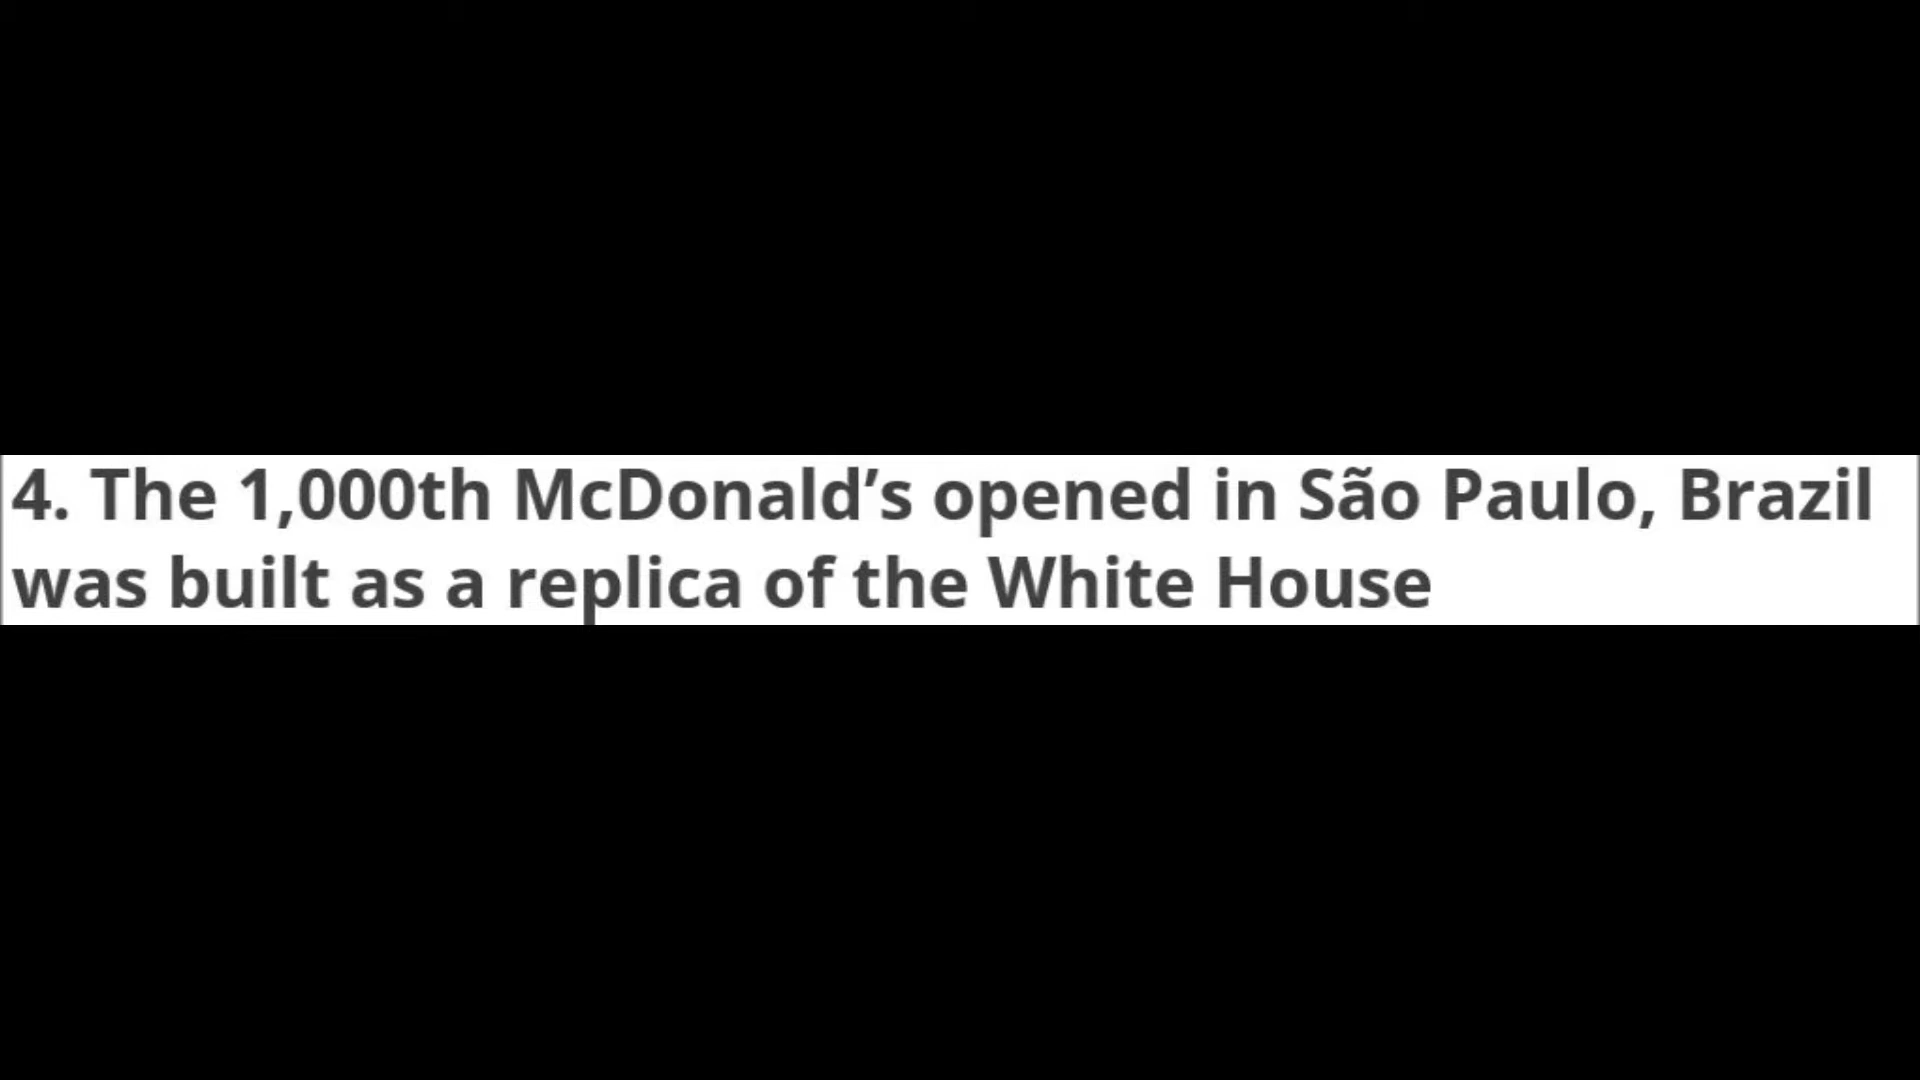 4. The 1,000th McDonald’s opened in São Paulo, Brazil
was built as a replica of the White House